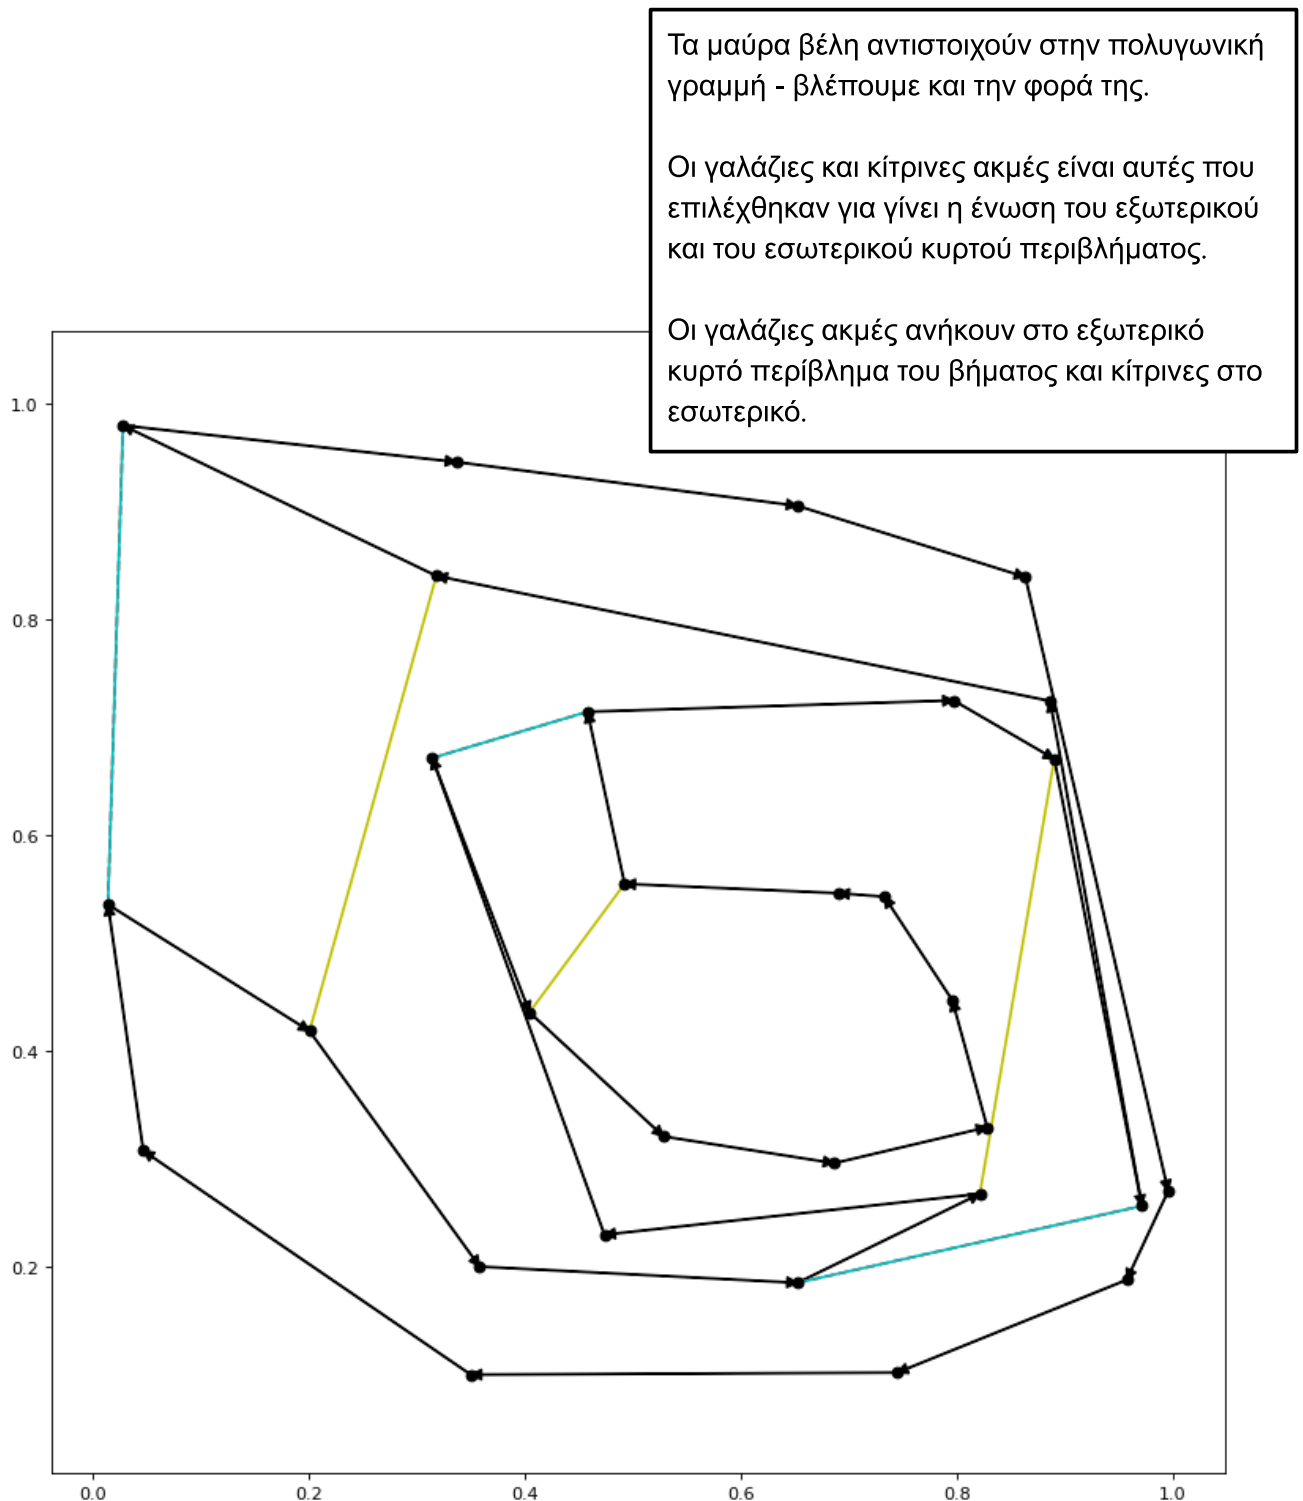 Τα μαύρα βέλη αντιστοιχούν στην πολυγωνική
γραμμή - βλέπουμε και την φορά της.
Οι γαλάζιες και κίτρινες ακμές είναι αυτές που
επιλέχθηκαν για γίνει η ένωση του εξωτερικού
και του εσωτερικού κυρτού περιβλήματος.
Οι γαλάζιες ακμές ανήκουν στο εξωτερικό
κυρτό περίβλημα του βήματος και κίτρινες στο
εσωτερικό.
1.0
0.8
0.6
0.4
0.2
0.0 0.2 0.4 0.6 0.8 1.0